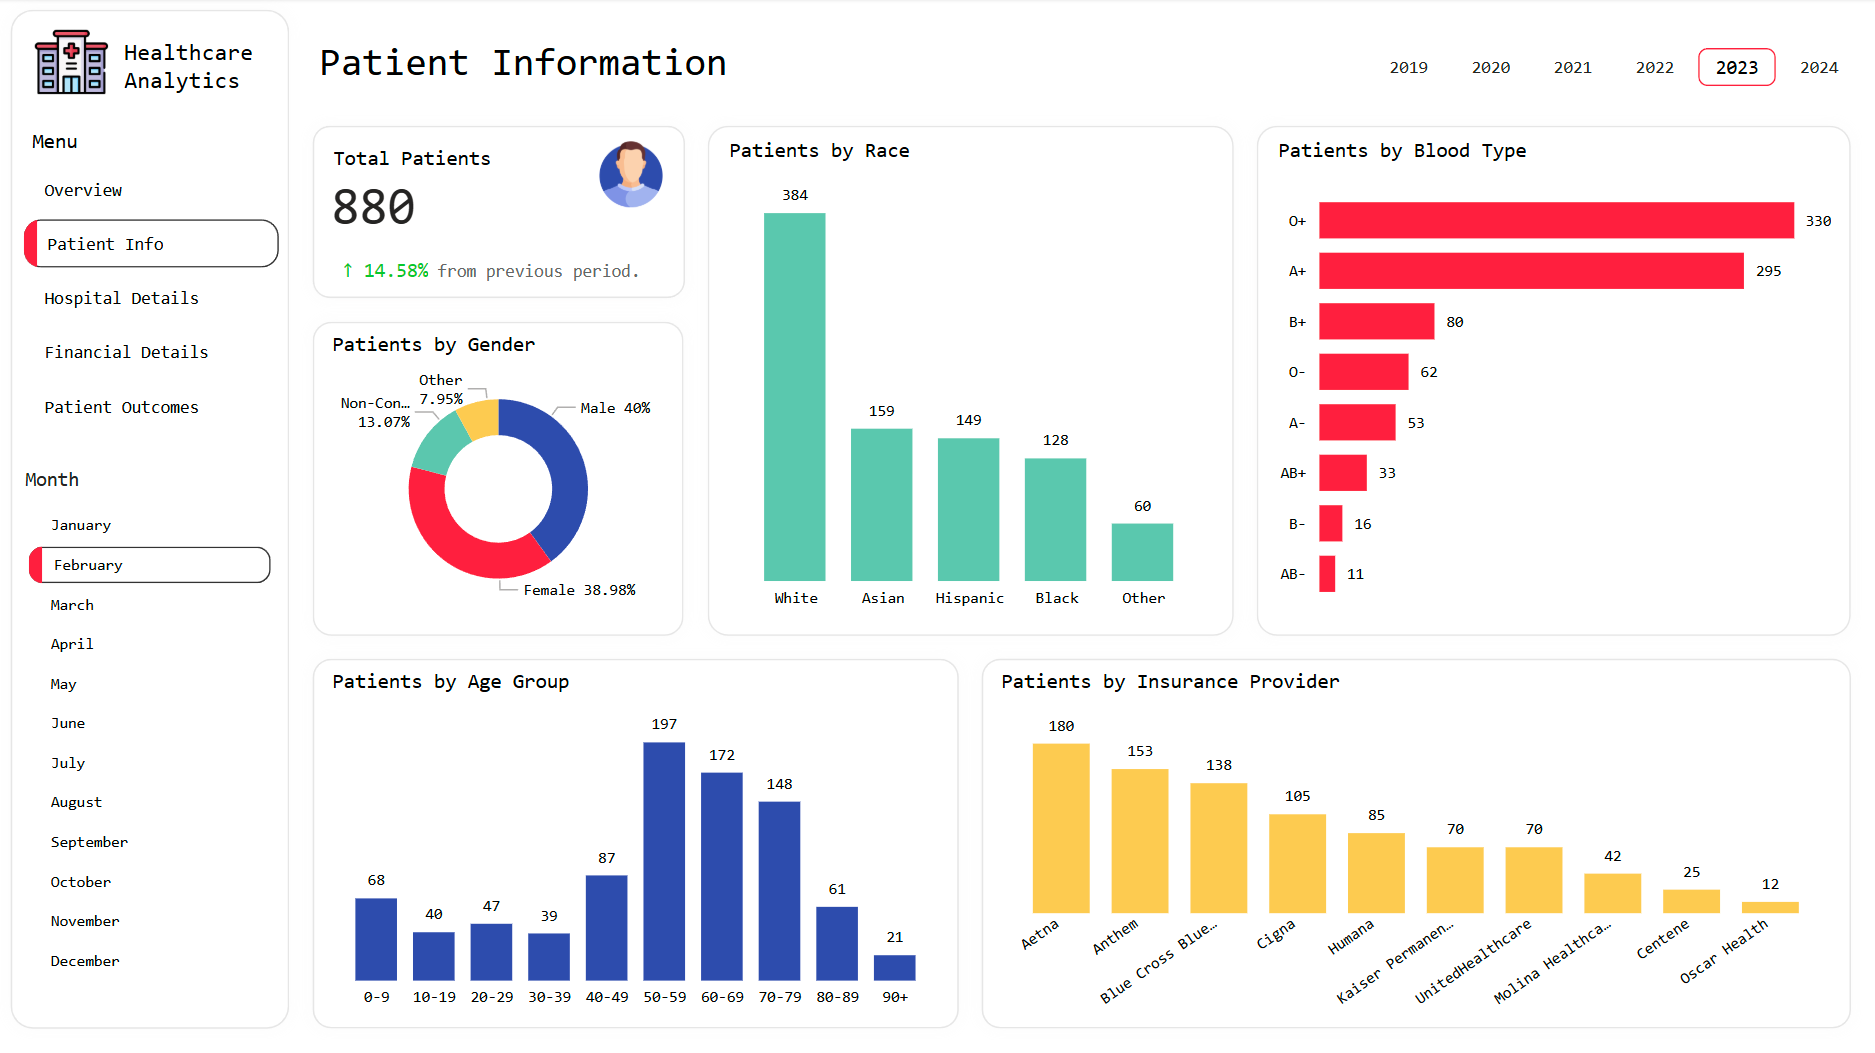 Healthcare
Analytics
Menu
Overview
Patient Info
Hospital Details
Financial Details
Patient Outcomes
Month
January
February
March
April
May
June
July
August
September
October
November
December
Patient Information
2019 2020 2021 2022 2023 2024
Total Patients
880
↑ 14.58% from previous period.
Patients by Gender
Other
7.95%
Non-Con…
13.07%
Male 40%
Female 38.98%
Patients by Race
384
159
149
128
60
White Asian Hispanic Black Other
Patients by Blood Type
O+ 330
A+ 295
B+ 80
O- 62
A- 53
AB+ 33
B- 16
AB- 11
Patients by Age Group
68
40
47
39
87
197
172
148
61
21
0-9 10-19 20-29 30-39 40-49 50-59 60-69 70-79 80-89 90+
Patients by Insurance Provider
180
153
138
105
85
70
70
42
25
12
Aetna
Anthem
Blue Cross Blue…
Cigna
Humana
Kaiser Permanen…
UnitedHealthcare
Molina Healthca…
Centene
Oscar Health